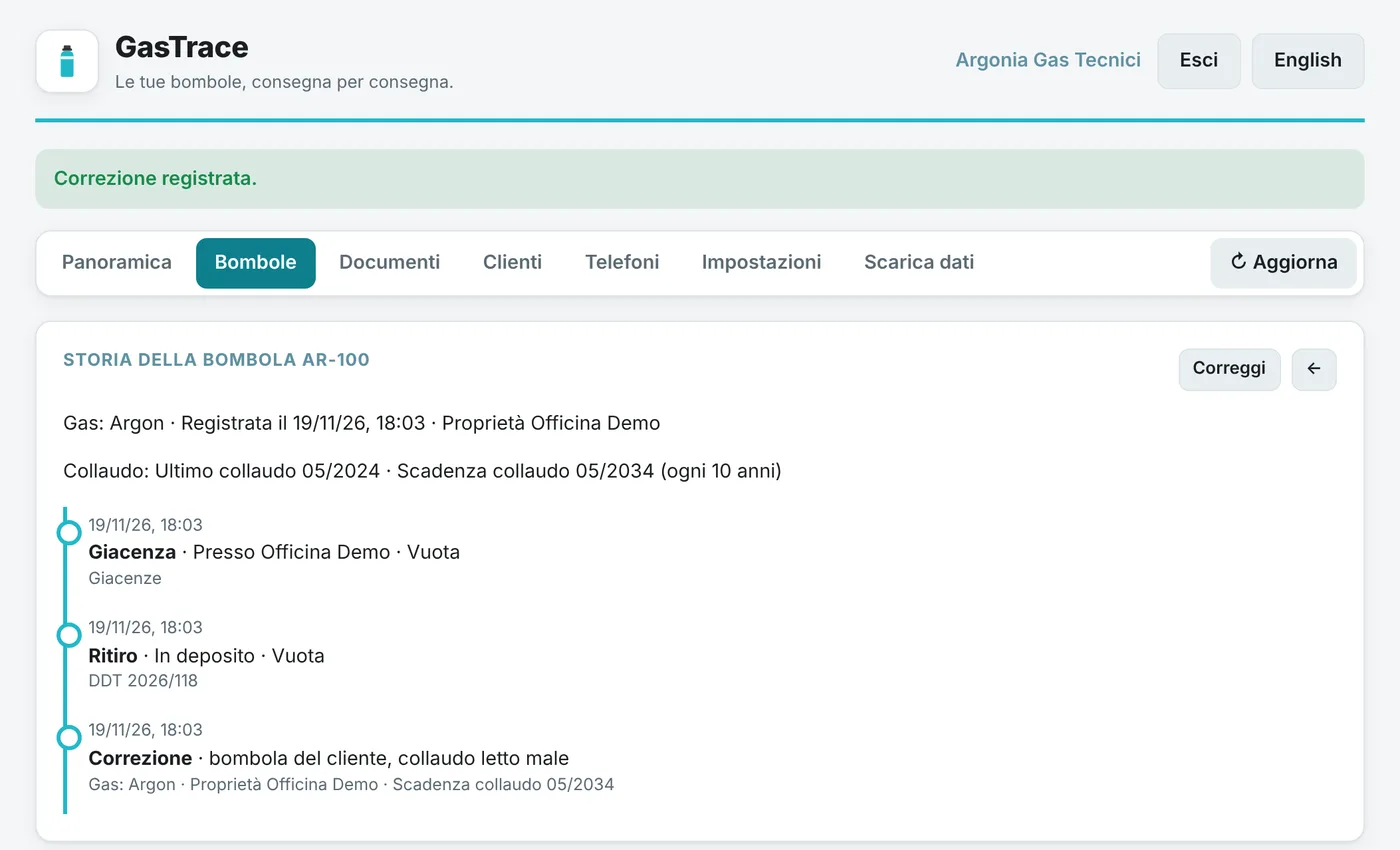 GasTrace
Le tue bombole, consegna per consegna.
Argonia Gas Tecnici
Esci
English
Correzione registrata.
Panoramica
Bombole
Documenti
Clienti
Telefoni
Impostazioni
Scarica dati
↻ Aggiorna
STORIA DELLA BOMBOLA AR-100
Correggi
←
Gas: Argon · Registrata il 19/11/26, 18:03 · Proprietà Officina Demo
Collaudo: Ultimo collaudo 05/2024 · Scadenza collaudo 05/2034 (ogni 10 anni)
19/11/26, 18:03
Giacenza · Presso Officina Demo · Vuota
Giacenze
19/11/26, 18:03
Ritiro · In deposito · Vuota
DDT 2026/118
19/11/26, 18:03
Correzione · bombola del cliente, collaudo letto male
Gas: Argon · Proprietà Officina Demo · Scadenza collaudo 05/2034